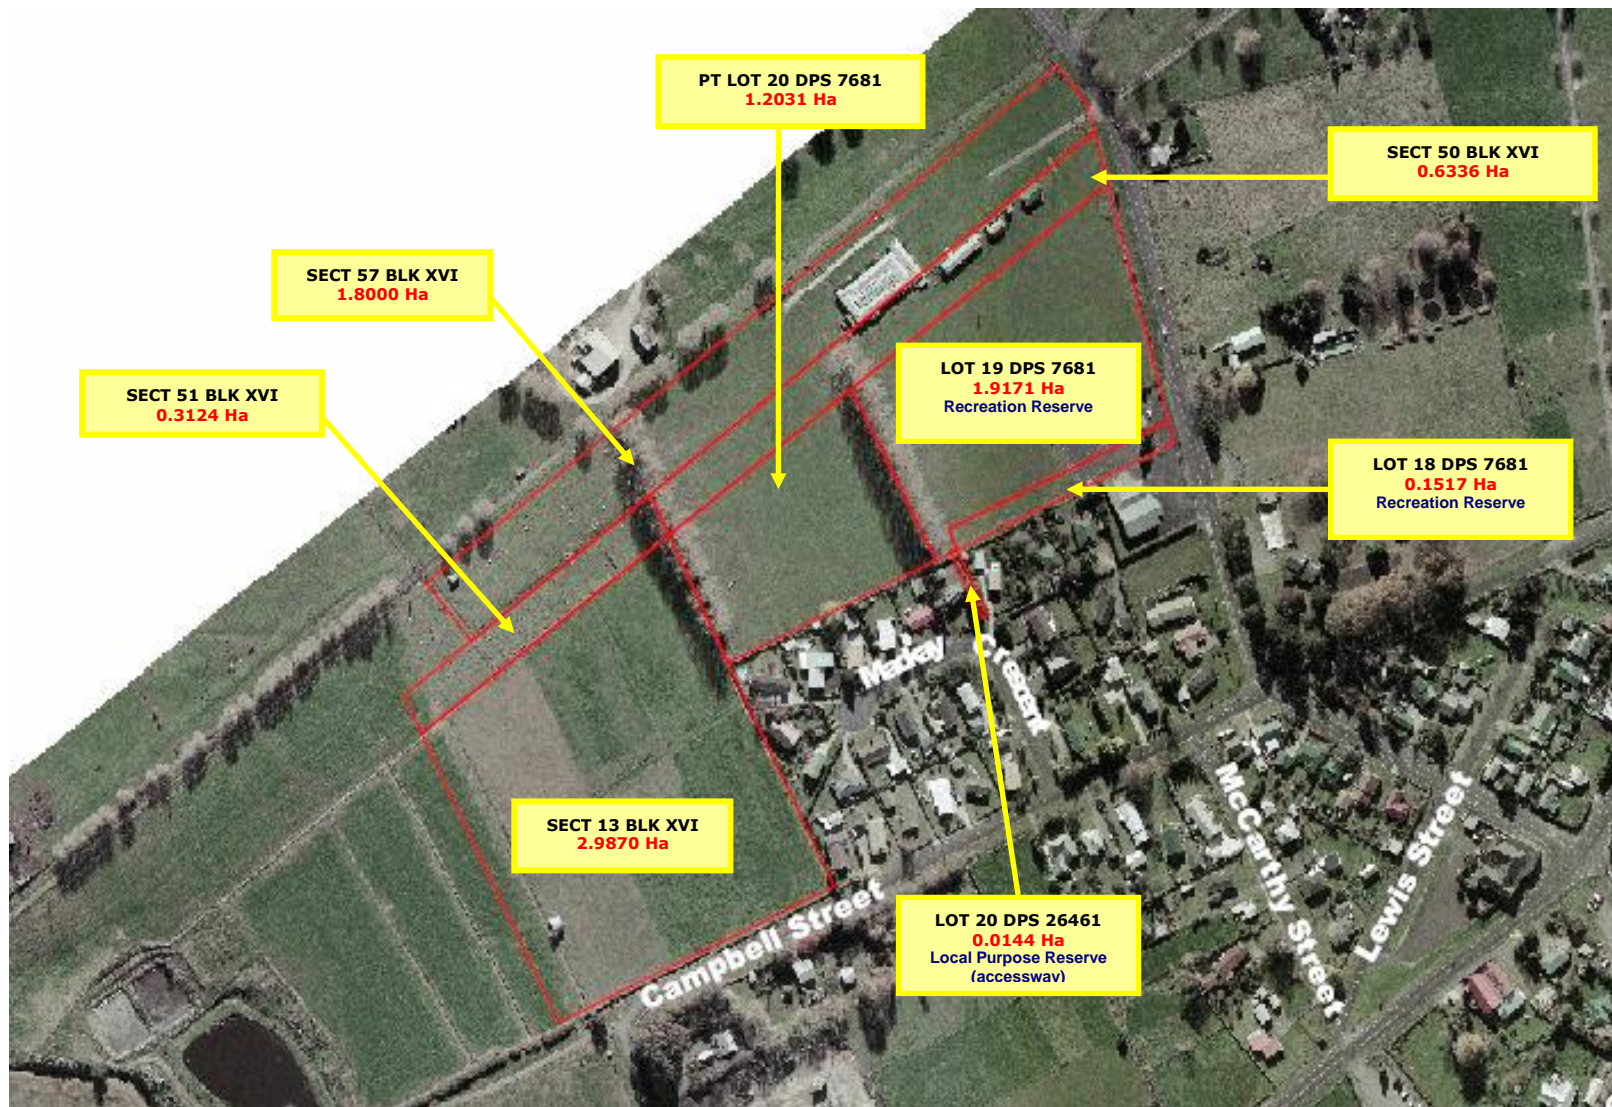 PT LOT 20 DPS 7681
1.2031 Ha
SECT 50 BLK XVI
0.6336 Ha
SECT 57 BLK XVI
1.8000 Ha
SECT 51 BLK XVI
0.3124 Ha
LOT 19 DPS 7681
1.9171 Ha
Recreation Reserve
LOT 18 DPS 7681
0.1517 Ha
Recreation Reserve
Mackay
Crescent
SECT 13 BLK XVI
2.9870 Ha
Campbell Street
LOT 20 DPS 26461
0.0144 Ha
Local Purpose Reserve
(accessway)
McCarthy Street
Lewis Street